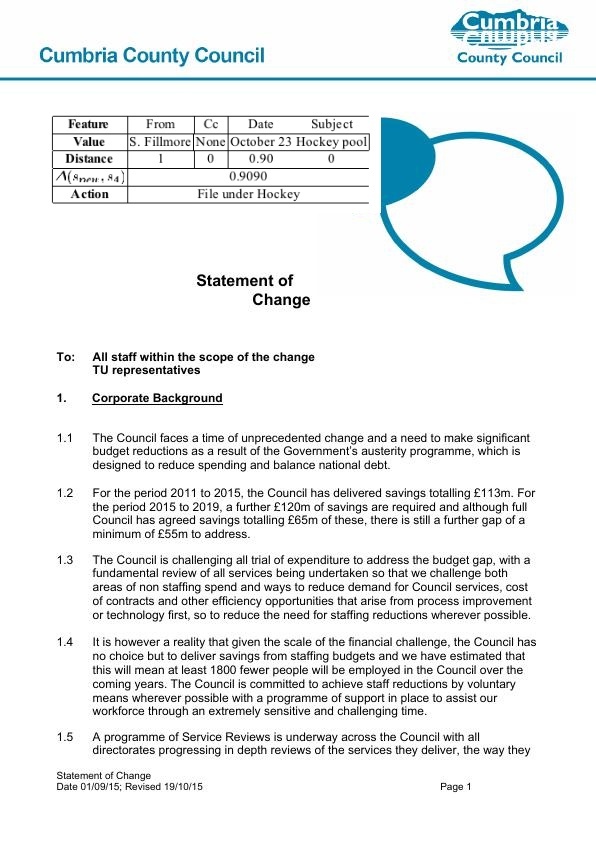 Cumbria County Council
Cumbria
County Council
Feature From Cc Date Subject
Value S. Fillmore None October 23 Hockey pool
Distance 1 0 0.90 0
Δ(sₙₑw, s₄) 0.9090
Action File under Hockey
Statement of
Change
To: All staff within the scope of the change
TU representatives
1. Corporate Background
1.1 The Council faces a time of unprecedented change and a need to make significant
budget reductions as a result of the Government's austerity programme, which is
designed to reduce spending and balance national debt.
1.2 For the period 2011 to 2015, the Council has delivered savings totalling £113m. For
the period 2015 to 2019, a further £120m of savings are required and although full
Council has agreed savings totalling £65m of these, there is still a further gap of a
minimum of £55m to address.
1.3 The Council is challenging all trial of expenditure to address the budget gap, with a
fundamental review of all services being undertaken so that we challenge both
areas of non staffing spend and ways to reduce demand for Council services, cost
of contracts and other efficiency opportunities that arise from process improvement
or technology first, so to reduce the need for staffing reductions wherever possible.
1.4 It is however a reality that given the scale of the financial challenge, the Council has
no choice but to deliver savings from staffing budgets and we have estimated that
this will mean at least 1800 fewer people will be employed in the Council over the
coming years. The Council is committed to achieve staff reductions by voluntary
means wherever possible with a programme of support in place to assist our
workforce through an extremely sensitive and challenging time.
1.5 A programme of Service Reviews is underway across the Council with all
directorates progressing in depth reviews of the services they deliver, the way they
Statement of Change
Date 01/09/15; Revised 19/10/15 Page 1